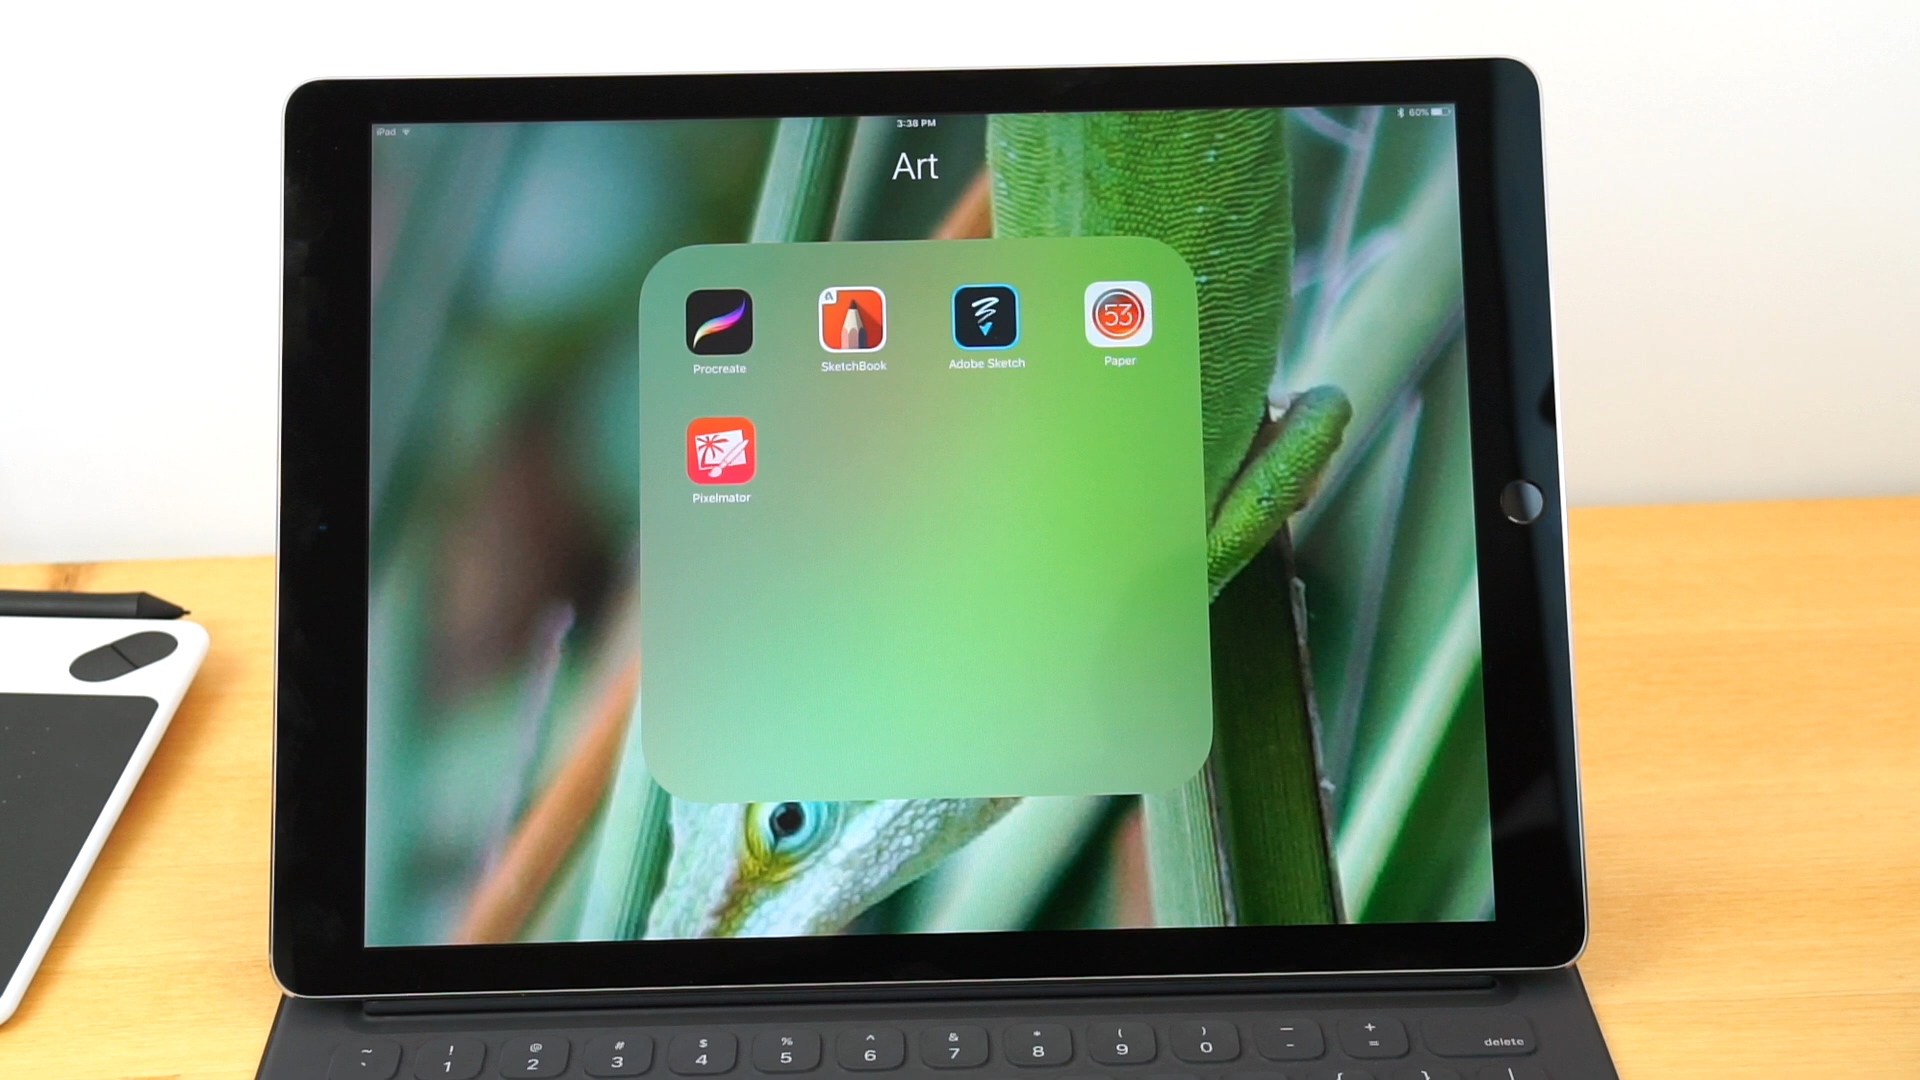 iPad
3:38 PM
60%
Art
Procreate
SketchBook
Adobe Sketch
53
Paper
Pixelmator
~ ! @ # $ % ^ & * ( ) — +
` 1 2 3 4 5 6 7 8 9 0 - = delete
{ } |